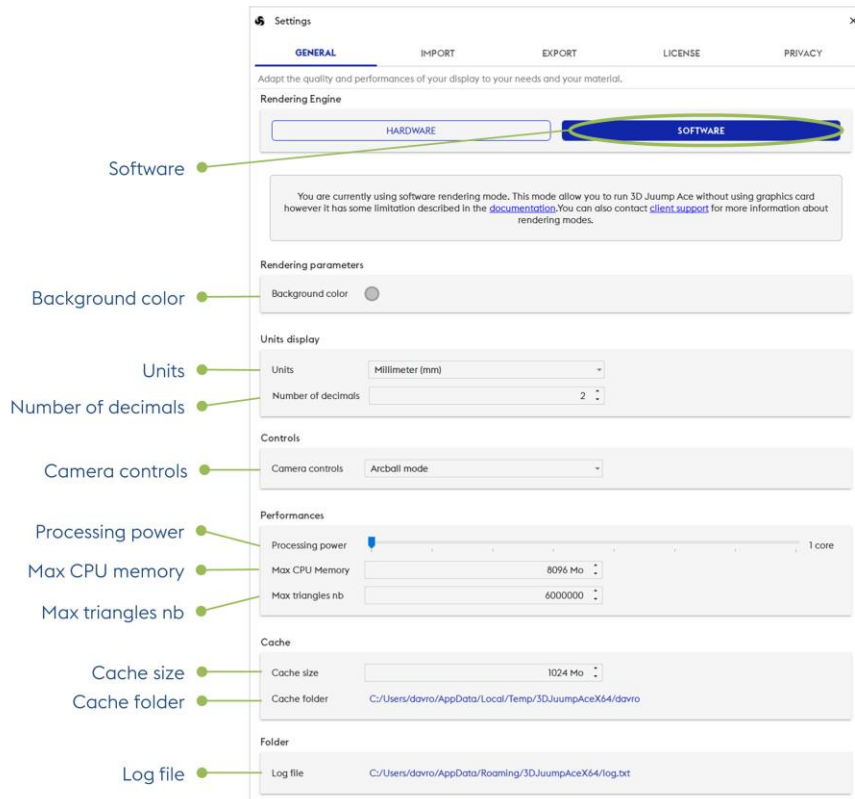 Settings ×
GENERAL IMPORT EXPORT LICENSE PRIVACY
Adapt the quality and performances of your display to your needs and your material.
Rendering Engine
HARDWARE SOFTWARE
Software
You are currently using software rendering mode. This mode allow you to run 3D Juump Ace without using graphics card
however it has some limitation described in the documentation.You can also contact client support for more information about
rendering modes.
Rendering parameters
Background color Background color
Units display
Units Units Millimeter (mm)
Number of decimals Number of decimals 2
Controls
Camera controls Camera controls Arcball mode
Performances
Processing power Processing power 1 core
Max CPU memory Max CPU Memory 8096 Mo
Max triangles nb Max triangles nb 6000000
Cache
Cache size Cache size 1024 Mo
Cache folder Cache folder C:/Users/davro/AppData/Local/Temp/3DJuumpAceX64/davro
Folder
Log file Log file C:/Users/davro/AppData/Roaming/3DJuumpAceX64/log.txt